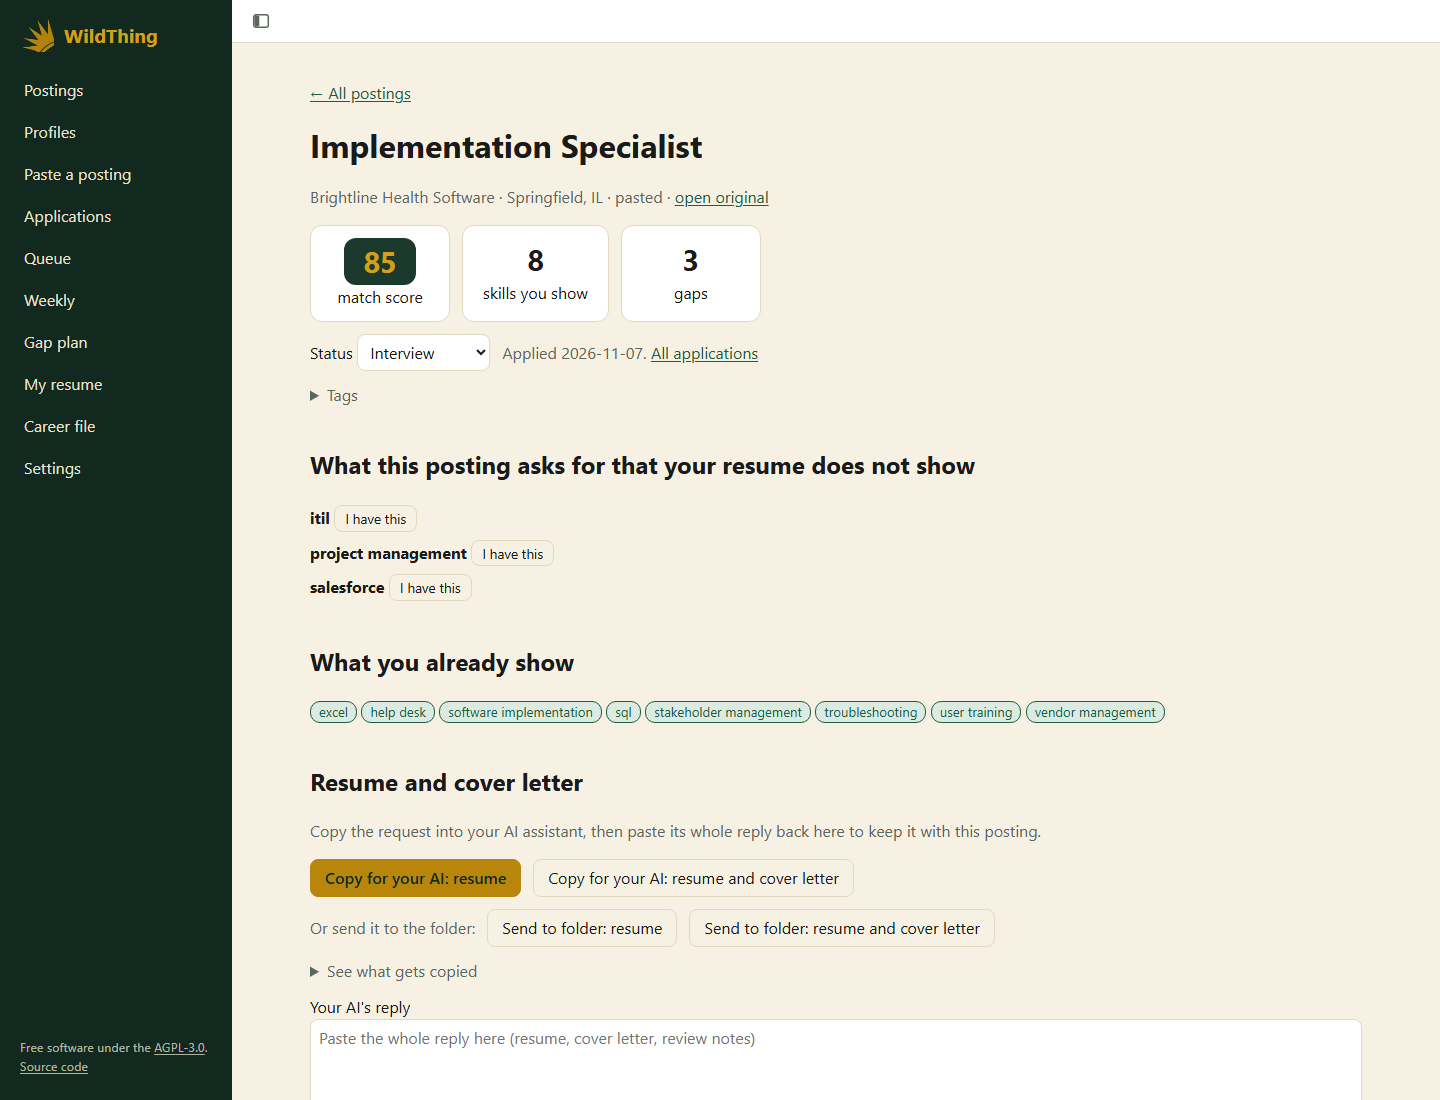 WildThing
Postings
Profiles
Paste a posting
Applications
Queue
Weekly
Gap plan
My resume
Career file
Settings
Free software under the AGPL-3.0.
Source code
← All postings
Implementation Specialist
Brightline Health Software · Springfield, IL · pasted · open original
85
match score
8
skills you show
3
gaps
Status Interview Applied 2026-11-07. All applications
Tags
What this posting asks for that your resume does not show
itil I have this
project management I have this
salesforce I have this
What you already show
excel help desk software implementation sql stakeholder management troubleshooting user training vendor management
Resume and cover letter
Copy the request into your AI assistant, then paste its whole reply back here to keep it with this posting.
Copy for your AI: resume Copy for your AI: resume and cover letter
Or send it to the folder: Send to folder: resume Send to folder: resume and cover letter
See what gets copied
Your AI's reply
Paste the whole reply here (resume, cover letter, review notes)